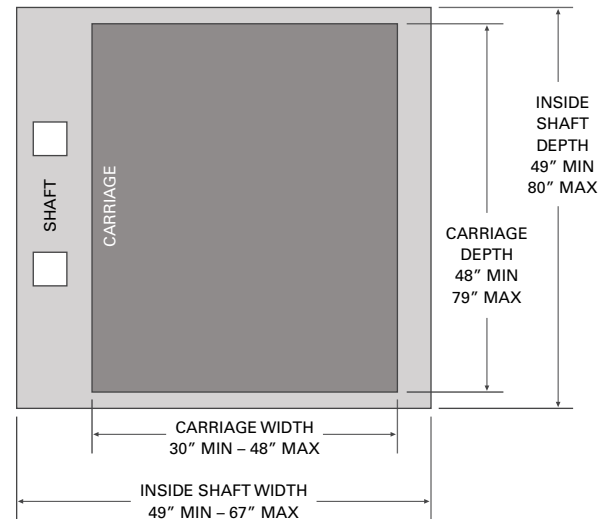 INSIDE
SHAFT
DEPTH
49” MIN
80” MAX
SHAFT
CARRIAGE
CARRIAGE
DEPTH
48” MIN
79” MAX
CARRIAGE WIDTH
30” MIN – 48” MAX
INSIDE SHAFT WIDTH
49” MIN – 67” MAX